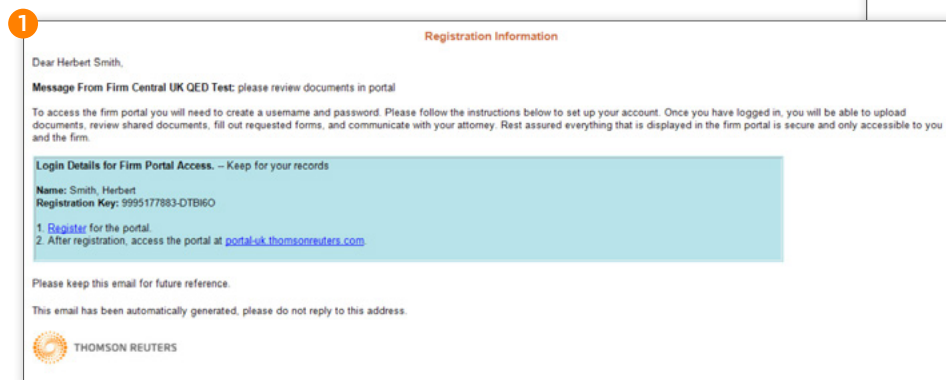 1
Registration Information
Dear Herbert Smith,
Message From Firm Central UK QED Test: please review documents in portal
To access the firm portal you will need to create a username and password. Please follow the instructions below to set up your account. Once you have logged in, you will be able to upload
documents, review shared documents, fill out requested forms, and communicate with your attorney. Rest assured everything that is displayed in the firm portal is secure and only accessible to you
and the firm.
Login Details for Firm Portal Access. – Keep for your records
Name: Smith, Herbert
Registration Key: 9995177883-DTBI6O
1. Register for the portal.
2. After registration, access the portal at portal-uk.thomsonreuters.com.
Please keep this email for future reference.
This email has been automatically generated, please do not reply to this address.
THOMSON REUTERS